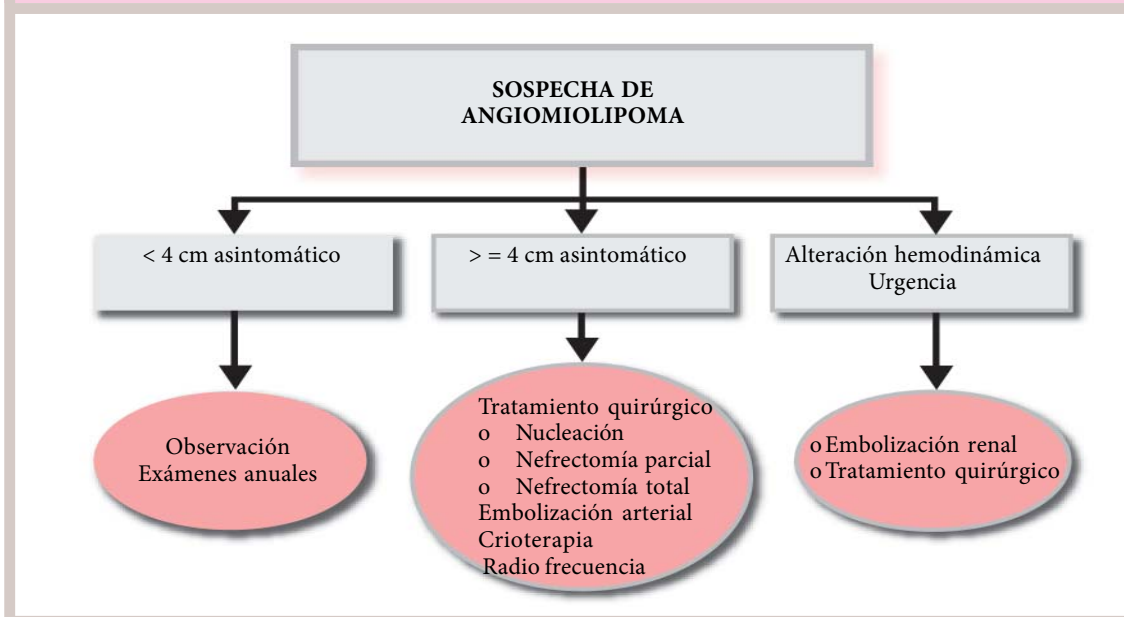 SOSPECHA DE
ANGIOMIOLIPOMA
< 4 cm asintomático
> = 4 cm asintomático
Alteración hemodinámica
Urgencia
Observación
Exámenes anuales
Tratamiento quirúrgico
o Nucleación
o Nefrectomía parcial
o Nefrectomía total
Embolización arterial
Crioterapia
Radio frecuencia
o Embolización renal
o Tratamiento quirúrgico